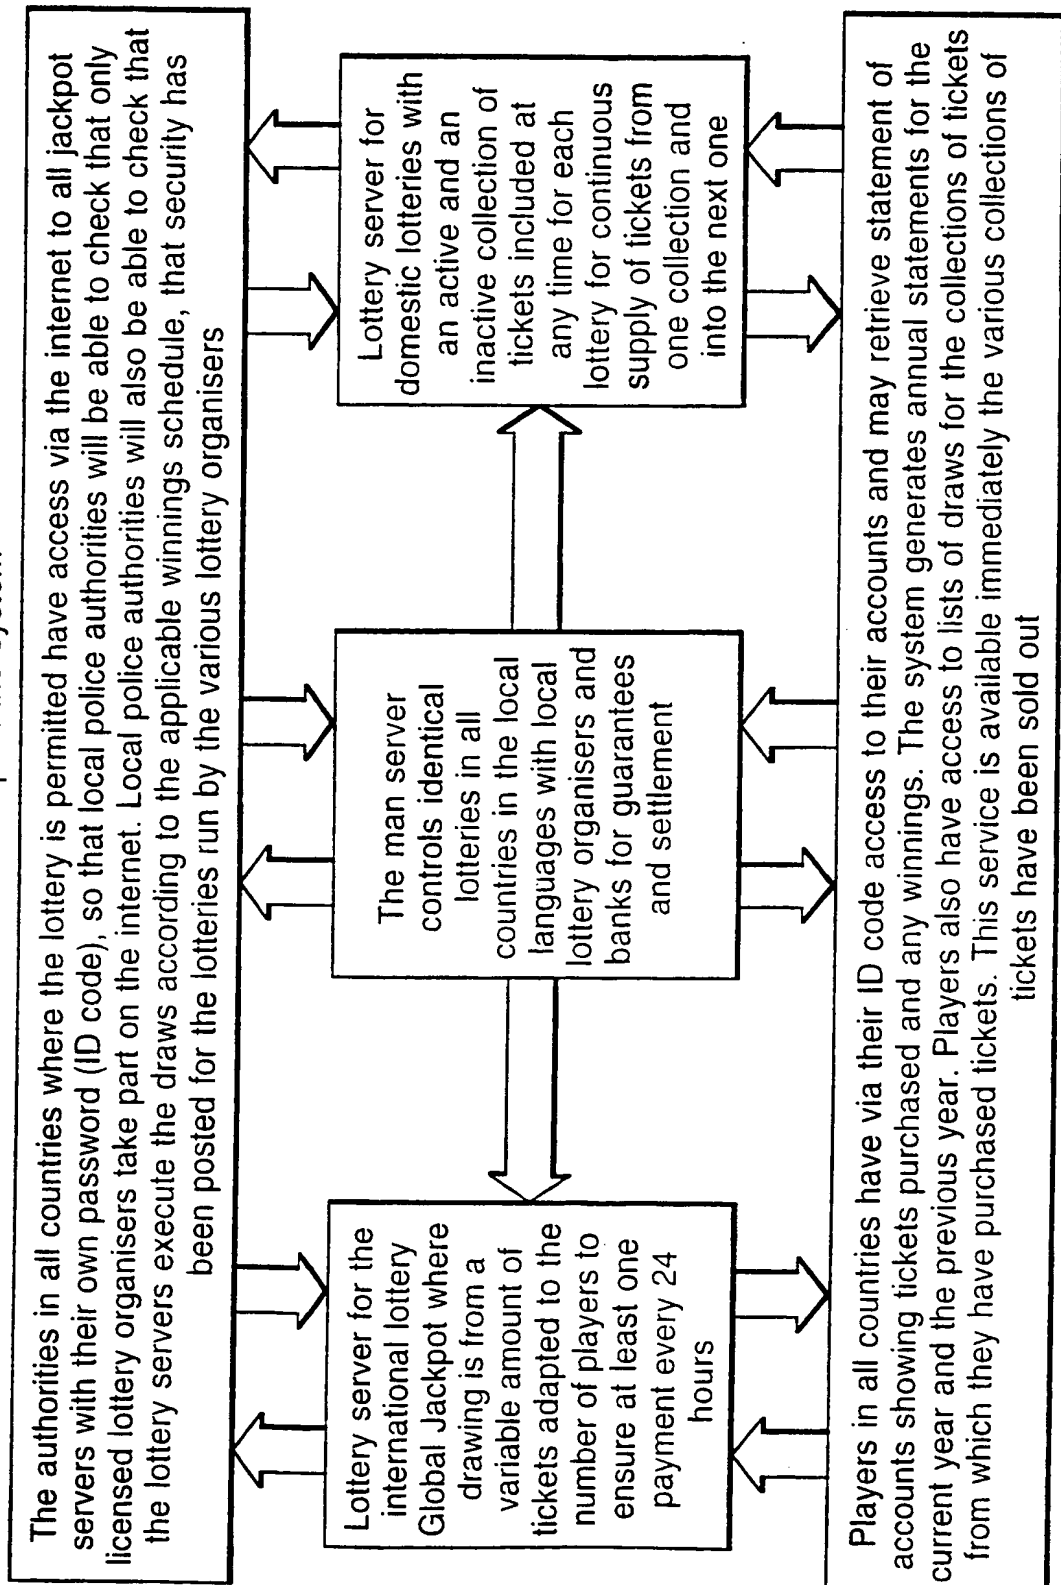 The authorities in all countries where the lottery is permitted have access via the internet to all jackpot
servers with their own password (ID code), so that local police authorities will be able to check that only
licensed lottery organisers take part on the internet. Local police authorities will also be able to check that
the lottery servers execute the draws according to the applicable winnings schedule, that security has
been posted for the lotteries run by the various lottery organisers
Lottery server for the
international lottery
Global Jackpot where
drawing is from a
variable amount of
tickets adapted to the
number of players to
ensure at least one
payment every 24
hours
The man server
controls identical
lotteries in all
countries in the local
languages with local
lottery organisers and
banks for guarantees
and settlement
Lottery server for
domestic lotteries with
an active and an
inactive collection of
tickets included at
any time for each
lottery for continuous
supply of tickets from
one collection and
into the next one
Players in all countries have via their ID code access to their accounts and may retrieve statement of
accounts showing tickets purchased and any winnings. The system generates annual statements for the
current year and the previous year. Players also have access to lists of draws for the collections of tickets
from which they have purchased tickets. This service is available immediately the various collections of
tickets have been sold out